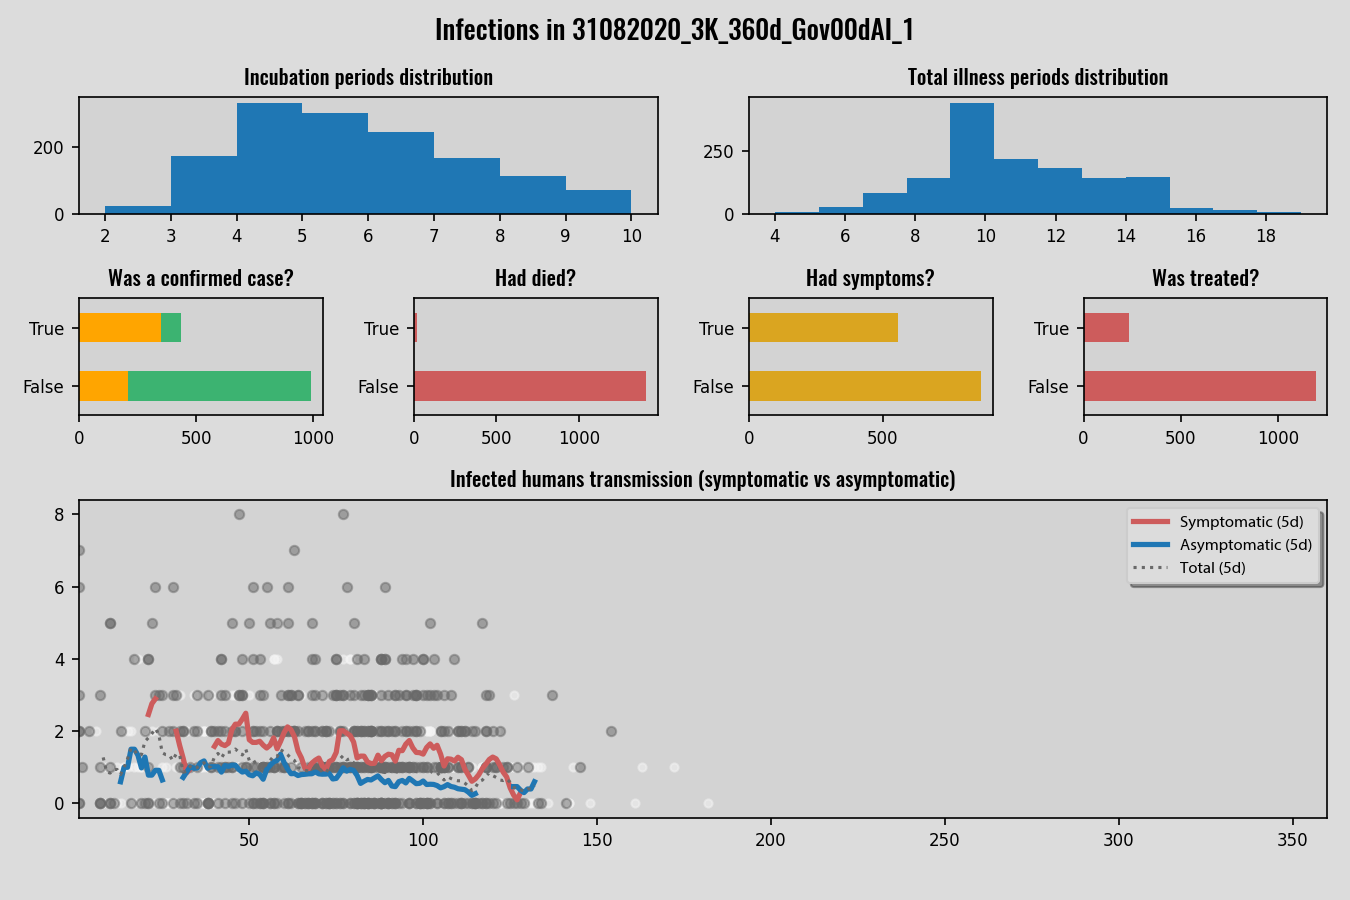 Infections in 31082020_3K_360d_Gov00dAI_1
Incubation periods distribution
Total illness periods distribution
200
0
2 3 4 5 6 7 8 9 10
250
0
4 6 8 10 12 14 16 18
Was a confirmed case?
Had died?
Had symptoms?
Was treated?
True
False
0 500 1000
True
False
0 500 1000
True
False
0 500
True
False
0 500 1000
Infected humans transmission (symptomatic vs asymptomatic)
8
6
4
2
0
Symptomatic (5d)
Asymptomatic (5d)
Total (5d)
50 100 150 200 250 300 350